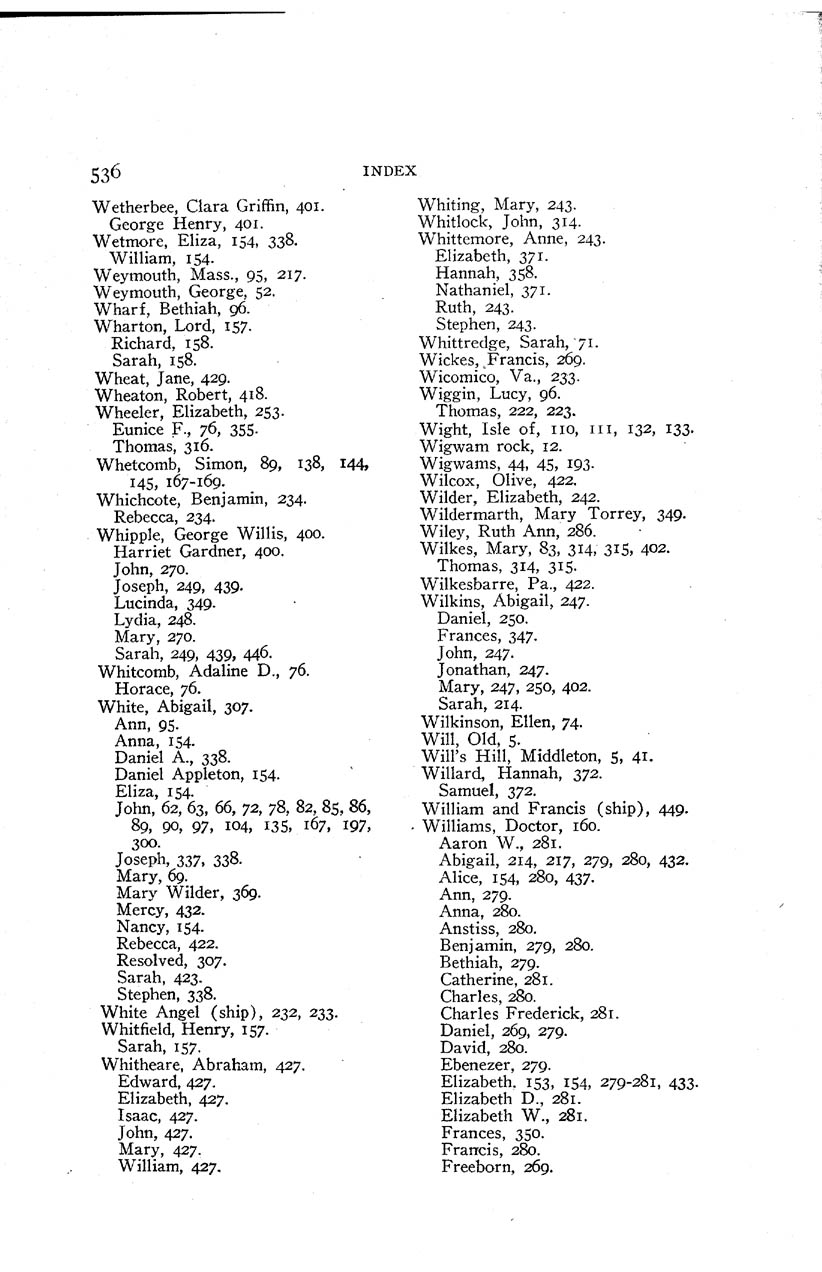 536
INDEX
Wetherbee, Clara Griffin, 401.
George Henry, 401.
Wetmore, Eliza, 154, 338.
William, 154.
Weymouth, Mass., 95, 217.
Weymouth, George, 52.
Wharf, Bethiah, 96.
Wharton, Lord, 157.
Richard, 158.
Sarah, 158.
Wheat, Jane, 429.
Wheaton, Robert, 418.
Wheeler, Elizabeth, 253.
Eunice F., 76, 355.
Thomas, 316.
Whetcomb, Simon, 89, 138, 144,
145, 167-169.
Whichcote, Benjamin, 234.
Rebecca, 234.
Whipple, George Willis, 400.
Harriet Gardner, 400.
John, 270.
Joseph, 249, 439.
Lucinda, 349.
Lydia, 248.
Mary, 270.
Sarah, 249, 439, 446.
Whitcomb, Adaline D., 76.
Horace, 76.
White, Abigail, 307.
Ann, 95.
Anna, 154.
Daniel A., 338.
Daniel Appleton, 154.
Eliza, 154.
John, 62, 63, 66, 72, 78, 82, 85, 86,
89, 90, 97, 104, 135, 167, 197,
300.
Joseph, 337, 338.
Mary, 69.
Mary Wilder, 369.
Mercy, 432.
Nancy, 154.
Rebecca, 422.
Resolved, 307.
Sarah, 423.
Stephen, 338.
White Angel (ship), 232, 233.
Whitfield, Henry, 157.
Sarah, 157.
Whitheare, Abraham, 427.
Edward, 427.
Elizabeth, 427.
Isaac, 427.
John, 427.
Mary, 427.
William, 427.
Whiting, Mary, 243.
Whitlock, John, 314.
Whittemore, Anne, 243.
Elizabeth, 371.
Hannah, 358.
Nathaniel, 371.
Ruth, 243.
Stephen, 243.
Whittredge, Sarah, 71.
Wickes, Francis, 269.
Wicomico, Va., 233.
Wiggin, Lucy, 96.
Thomas, 222, 223.
Wight, Isle of, 110, 111, 132, 133.
Wigwam rock, 12.
Wigwams, 44, 45, 193.
Wilcox, Olive, 422.
Wilder, Elizabeth, 242.
Wildermarth, Mary Torrey, 349.
Wiley, Ruth Ann, 286.
Wilkes, Mary, 83, 314, 315, 402.
Thomas, 314, 315.
Wilkesbarre, Pa., 422.
Wilkins, Abigail, 247.
Daniel, 250.
Frances, 347.
John, 247.
Jonathan, 247.
Mary, 247, 250, 402.
Sarah, 214.
Wilkinson, Ellen, 74.
Will, Old, 5.
Will's Hill, Middleton, 5, 41.
Willard, Hannah, 372.
Samuel, 372.
William and Francis (ship), 449.
Williams, Doctor, 160.
Aaron W., 281.
Abigail, 214, 217, 279, 280, 432.
Alice, 154, 280, 437.
Ann, 279.
Anna, 280.
Anstiss, 280.
Benjamin, 279, 280.
Bethiah, 279.
Catherine, 281.
Charles, 280.
Charles Frederick, 281.
Daniel, 269, 279.
David, 280.
Ebenezer, 279.
Elizabeth. 153, 154, 279-281, 433.
Elizabeth D., 281.
Elizabeth W., 281.
Frances, 350.
Francis, 280.
Freeborn, 269.